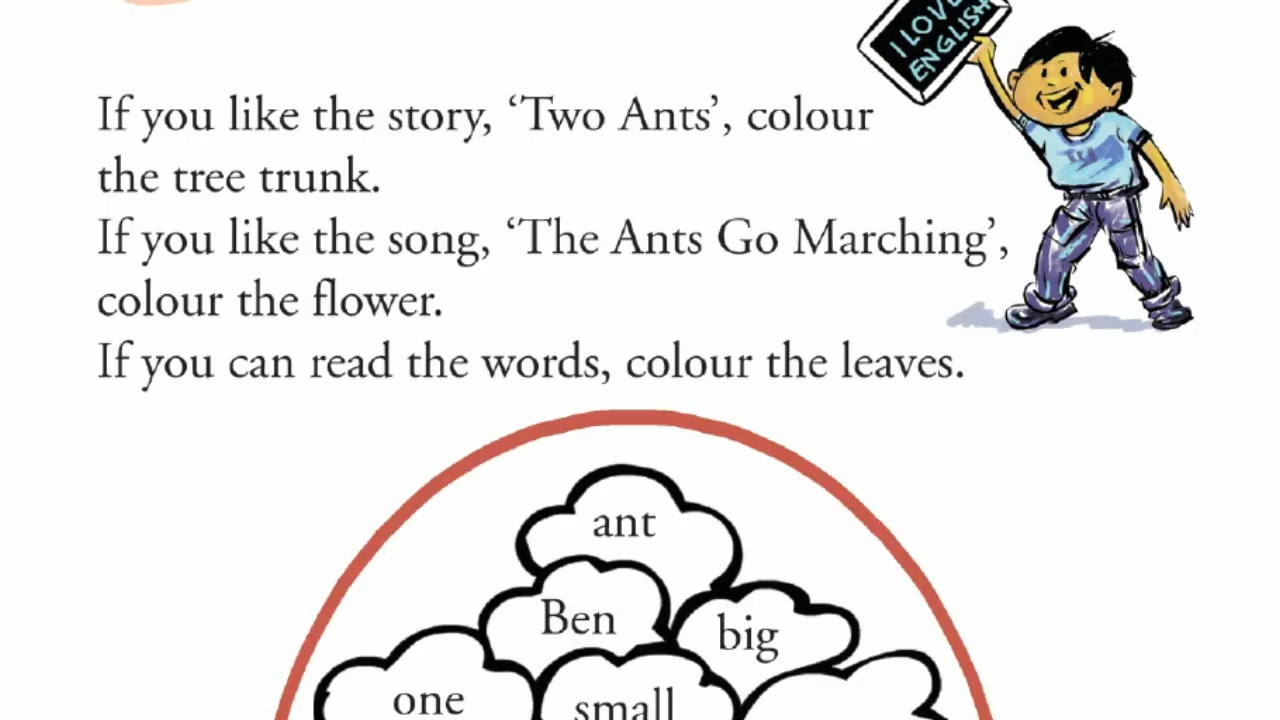 I LOVE
ENGLISH
If you like the story, ‘Two Ants’, colour
the tree trunk.
If you like the song, ‘The Ants Go Marching’,
colour the flower.
If you can read the words, colour the leaves.
ant
Ben
big
one
small